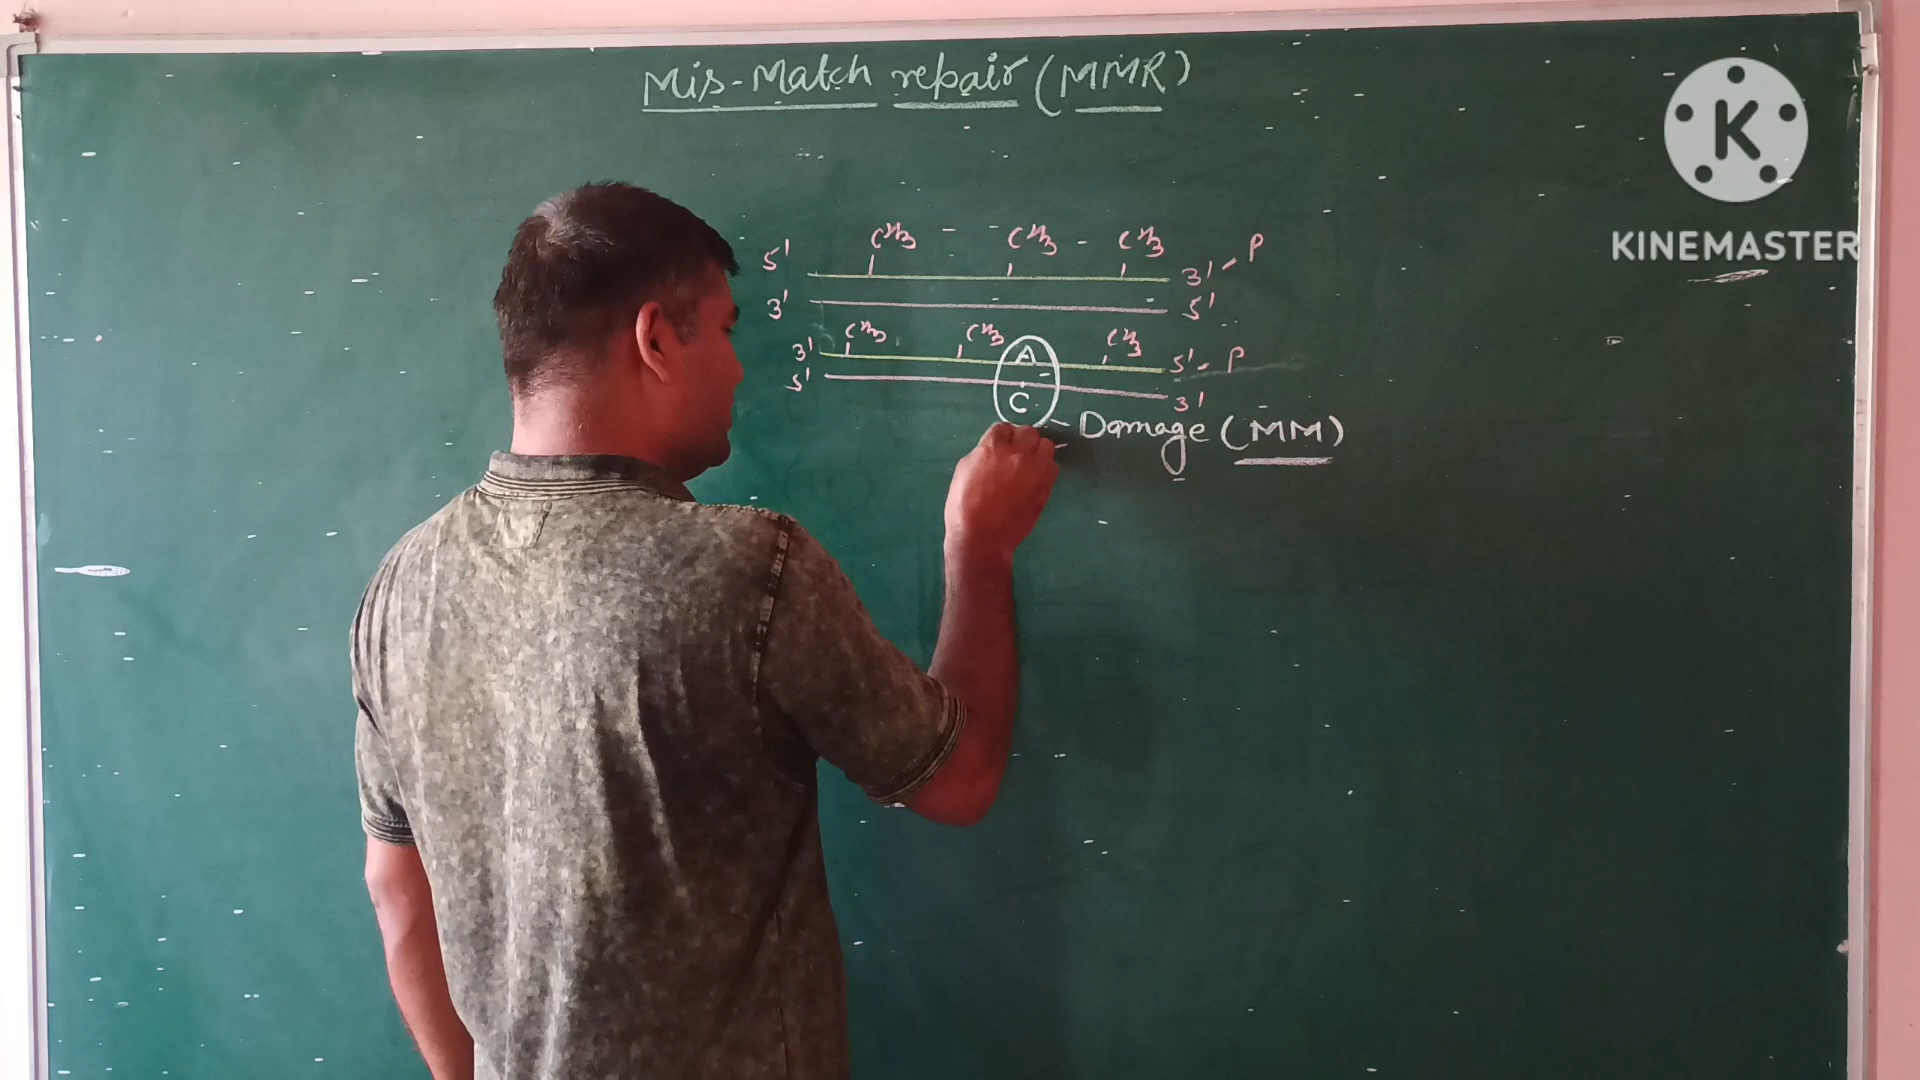 Mis-Match repair (MMR)
K
KINEMASTER
CH3 CH3 CH3
5' 3' - P
3' 5'
CH3 CH3 CH3
3' A 5' - P
5' C 3'
Damage (MM)